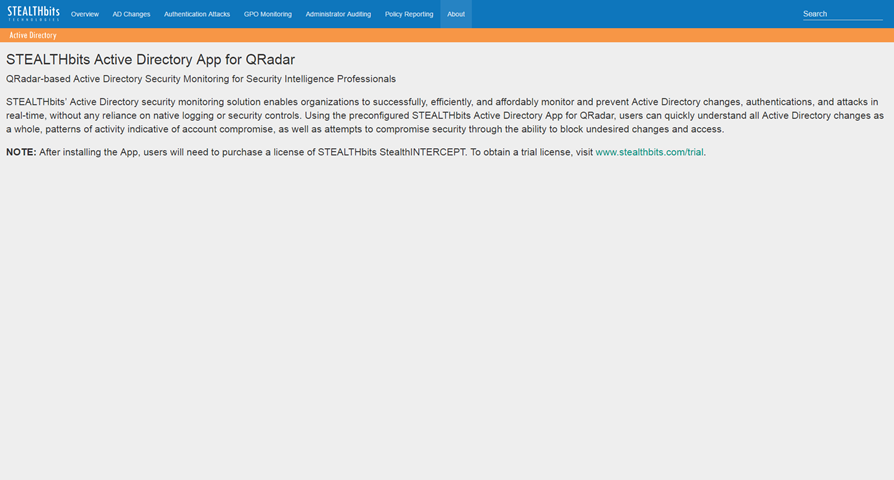 STEALTHbits
TECHNOLOGIES
Overview
AD Changes
Authentication Attacks
GPO Monitoring
Administrator Auditing
Policy Reporting
About
Search
Active Directory
STEALTHbits Active Directory App for QRadar
QRadar-based Active Directory Security Monitoring for Security Intelligence Professionals
STEALTHbits' Active Directory security monitoring solution enables organizations to successfully, efficiently, and affordably monitor and prevent Active Directory changes, authentications, and attacks in
real-time, without any reliance on native logging or security controls. Using the preconfigured STEALTHbits Active Directory App for QRadar, users can quickly understand all Active Directory changes as
a whole, patterns of activity indicative of account compromise, as well as attempts to compromise security through the ability to block undesired changes and access.
NOTE: After installing the App, users will need to purchase a license of STEALTHbits StealthINTERCEPT. To obtain a trial license, visit www.stealthbits.com/trial.